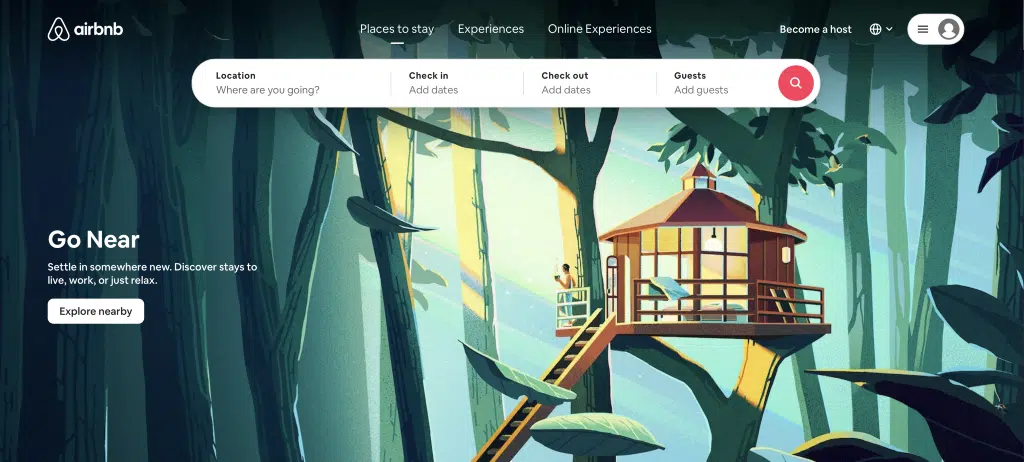 airbnb
Places to stay
Experiences
Online Experiences
Become a host
Location
Where are you going?
Check in
Add dates
Check out
Add dates
Guests
Add guests
Go Near
Settle in somewhere new. Discover stays to
live, work, or just relax.
Explore nearby